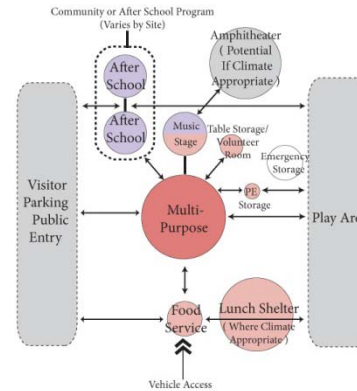 Community or After School Program
(Varies by Site)
Amphitheater
( Potential
If Climate
Appropriate )
After
School
After
School
Music
Stage
Table Storage/
Volunteer
Room
Emergency
Storage
PE
Storage
Visitor
Parking
Public
Entry
Multi-
Purpose
Play Are
Food
Service
Lunch Shelter
( Where Climate
Appropriate )
Vehicle Access